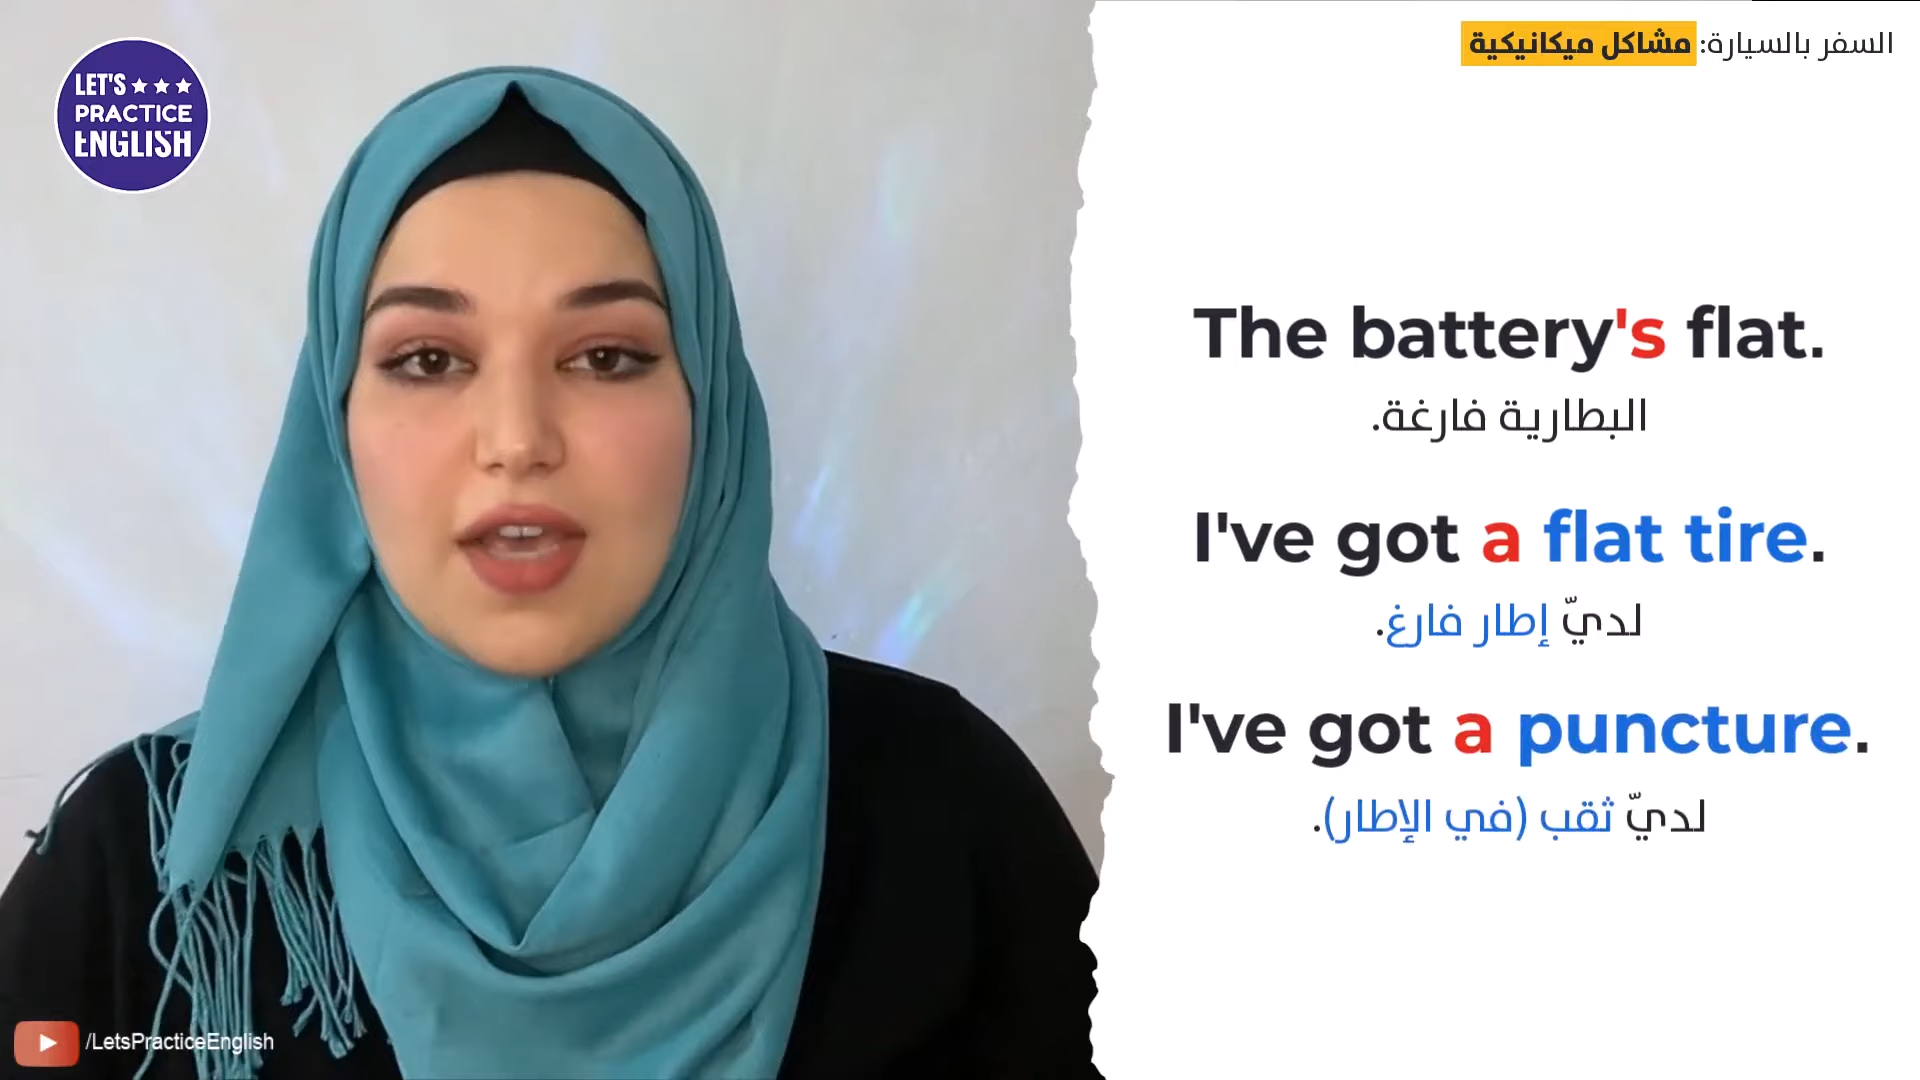 LET'S
PRACTICE
ENGLISH
السفر بالسيارة: مشاكل ميكانيكية
The battery's flat.
البطارية فارغة.
I've got a flat tire.
لديّ إطار فارغ.
I've got a puncture.
لديّ ثقب (في الإطار).
/LetsPracticeEnglish